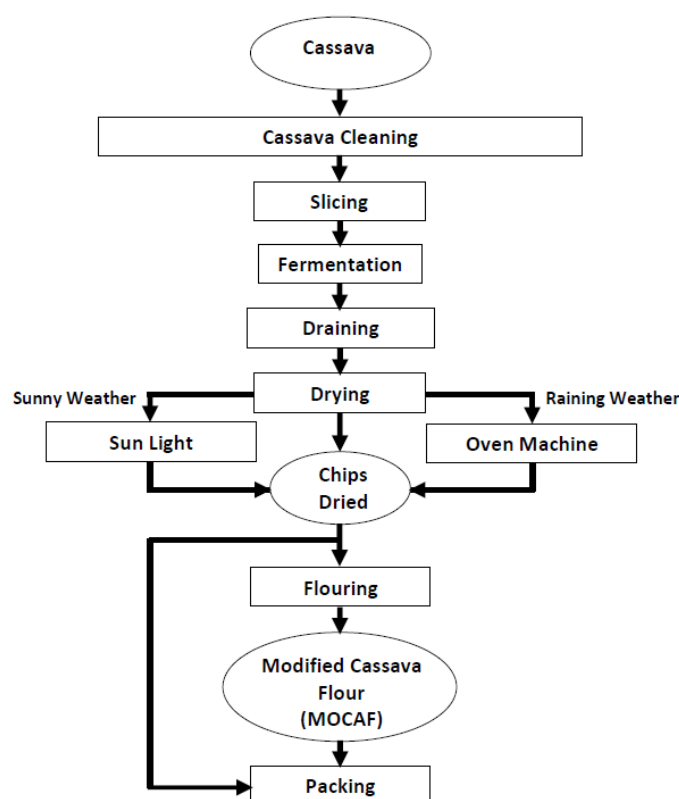 Cassava
Cassava Cleaning
Slicing
Fermentation
Draining
Sunny Weather
Drying
Raining Weather
Sun Light
Oven Machine
Chips
Dried
Flouring
Modified Cassava
Flour
(MOCAF)
Packing